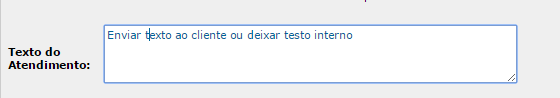 Enviar texto ao cliente ou deixar testo interno
Texto do
Atendimento: